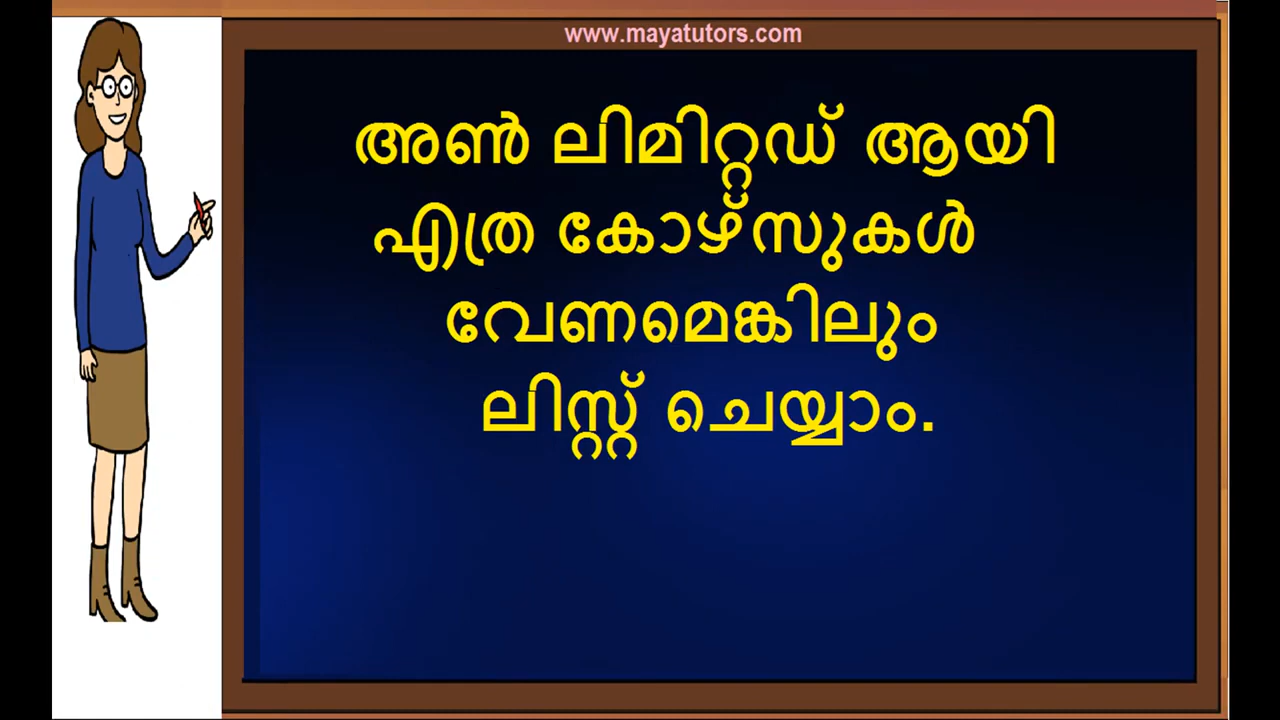 www.mayatutors.com
അൺ ലിമിറ്റഡ് ആയി
എത്ര കോഴ്സുകൾ
വേണമെങ്കിലും
ലിസ്റ്റ് ചെയ്യാം.